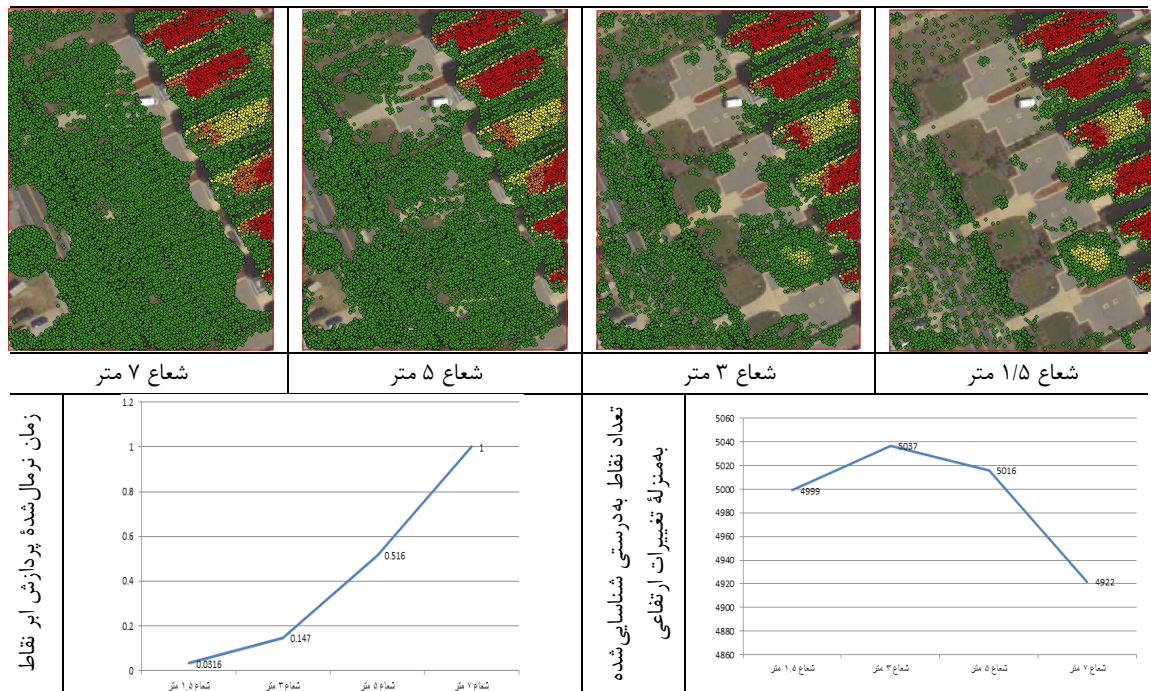 شعاع ۱/۵ متر
شعاع ۳ متر
شعاع ۵ متر
شعاع ۷ متر
تعداد نقاط به‌درستی شناسایی‌شده
به‌منزلهٔ تغییرات ارتفاعی
5060
5040
5020
5000
4980
4960
4940
4920
4900
4880
4860
4999
5037
5016
4922
شعاع ۱.۵ متر
شعاع ۳ متر
شعاع ۵ متر
شعاع ۷ متر
زمان نرمال‌شدهٔ پردازش ابر نقاط
1.2
1
0.8
0.6
0.4
0.2
0
0.0316
0.147
0.516
1
شعاع ۱.۵ متر
شعاع ۳ متر
شعاع ۵ متر
شعاع ۷ متر